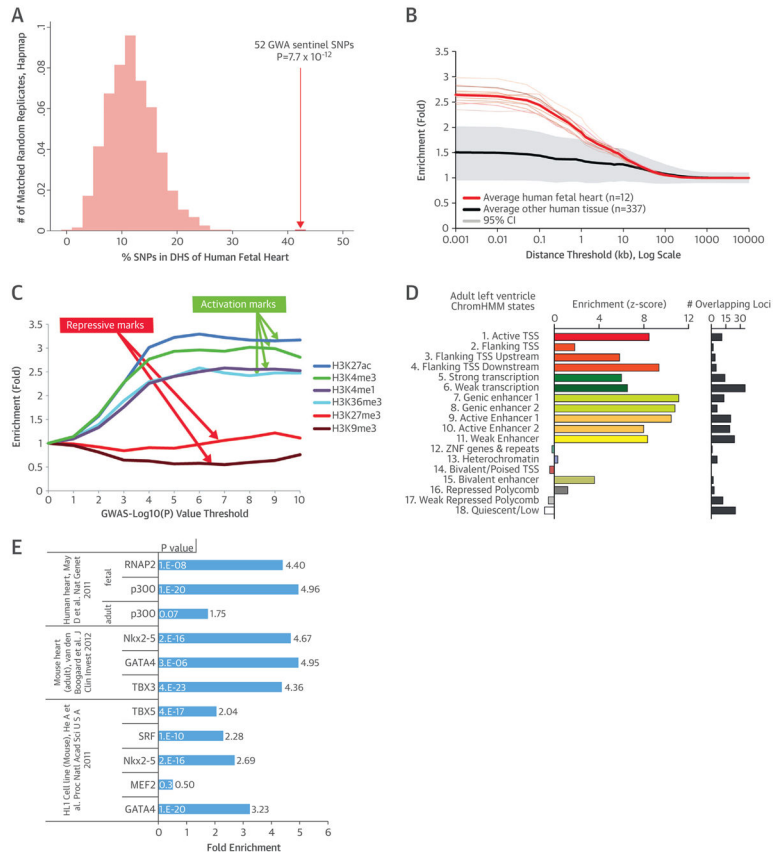 A
# of Matched Random Replicates, Hapmap
.1
.08
.06
.04
.02
0
52 GWA sentinel SNPs
P=7.7 x 10-12
0 10 20 30 40 50
% SNPs in DHS of Human Fetal Heart
B
Enrichment (Fold)
3.5
3
2.5
2
1.5
1
0
Average human fetal heart (n=12)
Average other human tissue (n=337)
95% CI
0.001 0.01 0.1 1 10 100 1000 10000
Distance Threshold (kb), Log Scale
C
Repressive marks
Activation marks
Enrichment (Fold)
3.5
3
2.5
2
1.5
1
0.5
0
H3K27ac
H3K4me3
H3K4me1
H3K36me3
H3K27me3
H3K9me3
0 1 2 3 4 5 6 7 8 9 10
GWAS-Log10(P) Value Threshold
D
Adult left ventricle
ChromHMM states
Enrichment (z-score)
# Overlapping Loci
0 4 8 12
0 15 30
1. Active TSS
2. Flanking TSS
3. Flanking TSS Upstream
4. Flanking TSS Downstream
5. Strong transcription
6. Weak transcription
7. Genic enhancer 1
8. Genic enhancer 2
9. Active Enhancer 1
10. Active Enhancer 2
11. Weak Enhancer
12. ZNF genes & repeats
13. Heterochromatin
14. Bivalent/Poised TSS
15. Bivalent enhancer
16. Repressed Polycomb
17. Weak Repressed Polycomb
18. Quiescent/Low
E
P value
Human heart, May
D et al. Nat Genet
2011
fetal
RNAP2 1.E-08 4.40
p300 1.E-20 4.96
adult
p300 0.07 1.75
Mouse heart
(adult), van den
Boogaard et al. J
Clin Invest 2012
Nkx2-5 2.E-16 4.67
GATA4 3.E-06 4.95
TBX3 4.E-23 4.36
HL1 Cell line (Mouse), He A et
al. Proc Natl Acad Sci U S A
2011
TBX5 4.E-17 2.04
SRF 1.E-10 2.28
Nkx2-5 2.E-16 2.69
MEF2 0.3 0.50
GATA4 1.E-20 3.23
0 1 2 3 4 5 6
Fold Enrichment